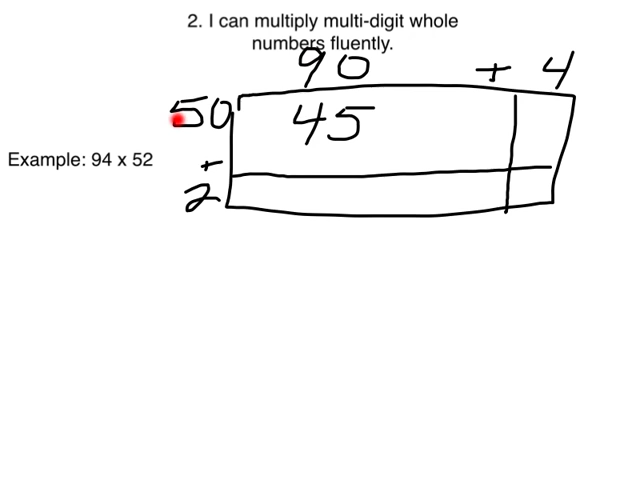 2. I can multiply multi-digit whole
numbers fluently.
90 + 4
50 45
Example: 94 x 52
+
2